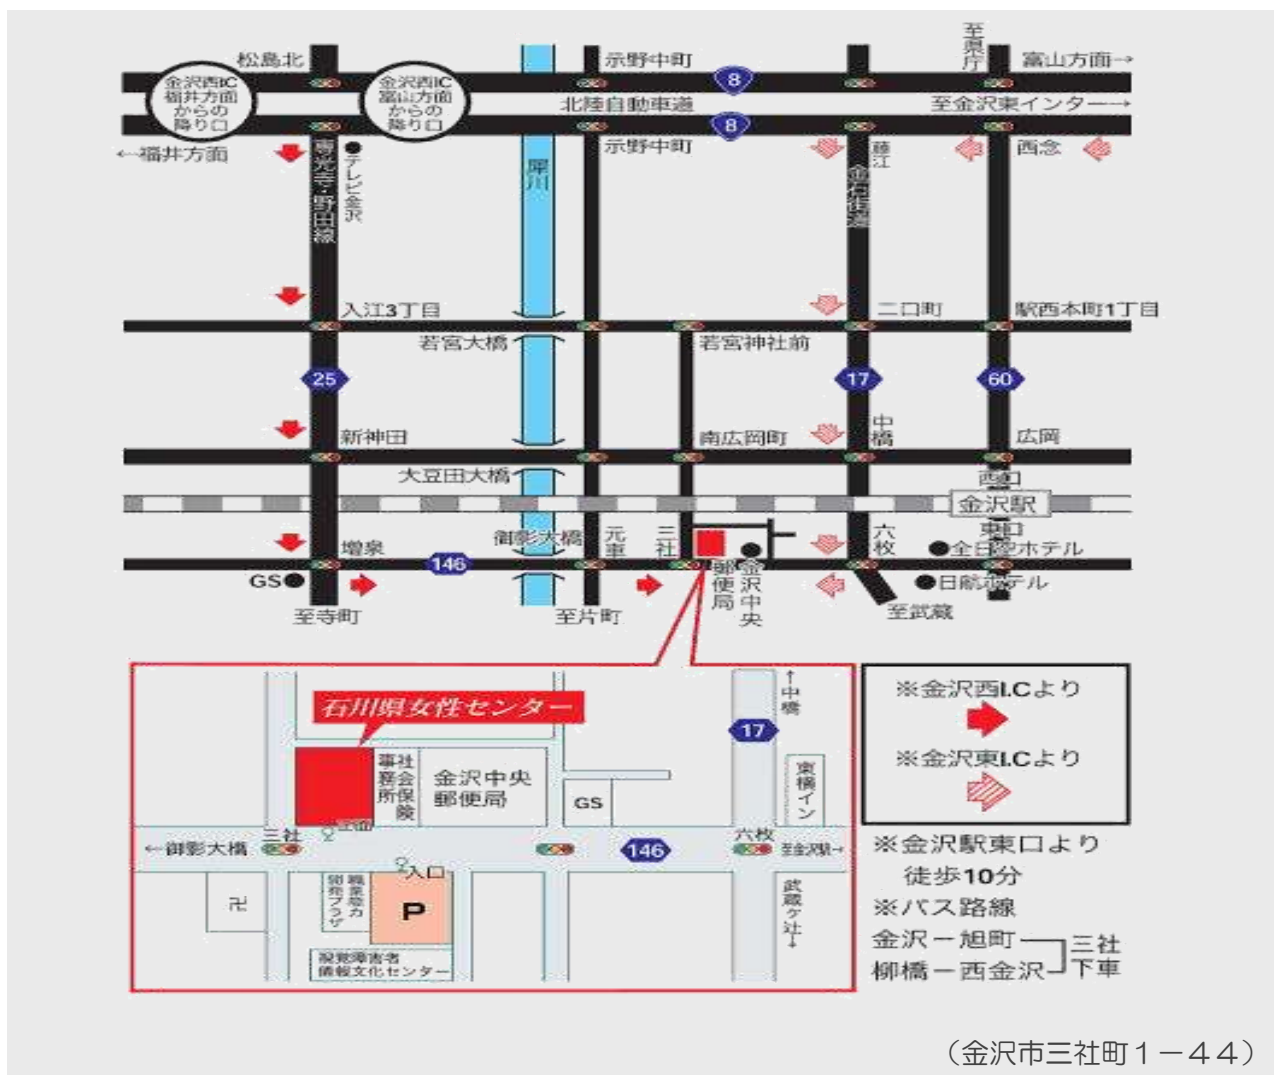 至県庁
松島北
示野中町
富山方面→
金沢西IC
福井方面
からの
降り口
金沢西IC
富山方面
からの
降り口
8
北陸自動車道
至金沢東インター→
8
←福井方面
専光寺・野田線
テレビ金沢
犀川
示野中町
藤江
金石街道
西念
入江3丁目
二口町
駅西本町1丁目
若宮大橋
若宮神社前
25
17
60
新神田
南広岡町
中橋
広岡
大豆田大橋
西口
金沢駅
東口
増泉
146
御影大橋
元車
三社
六枚
全日空ホテル
GS
郵便局
金沢中央
日航ホテル
至寺町
至片町
至武蔵
石川県女性センター
↑中橋
17
社会保険
事務所
金沢中央
郵便局
GS
東横イン
←御影大橋
三社
玄関
146
六枚
至金沢駅→
入口
卍
職業能力
開発プラザ
P
武蔵ヶ辻→
視覚障害者
情報文化センター
※金沢西I.Cより
※金沢東I.Cより
※金沢駅東口より
徒歩10分
※バス路線
金沢－旭町
柳橋－西金沢
三社
下車
（金沢市三社町１－４４）